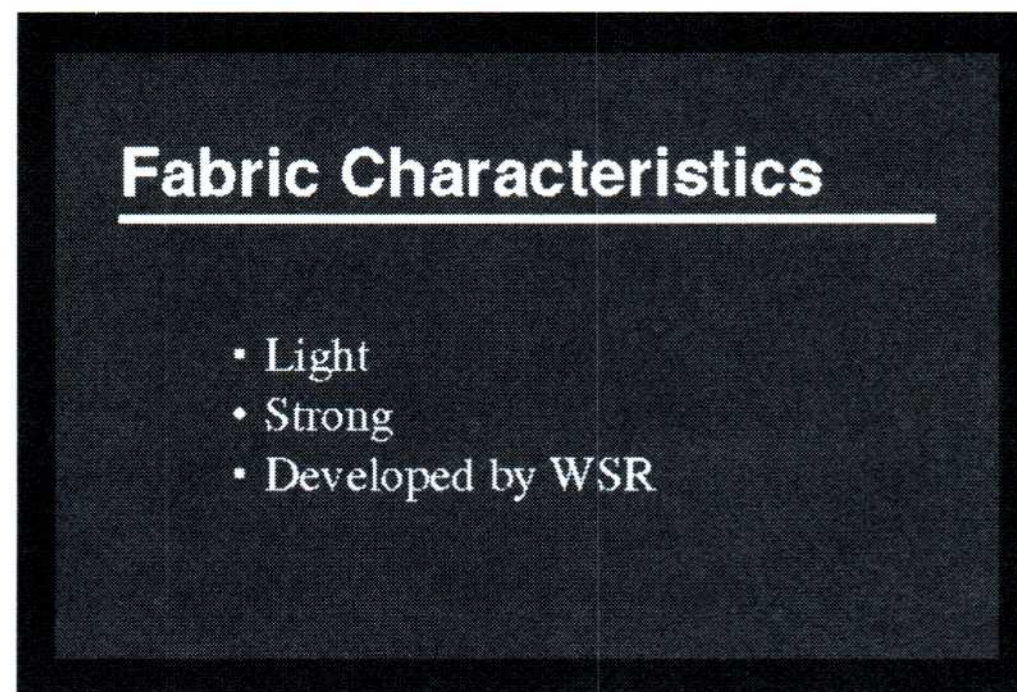 Fabric Characteristics
▪ Light
• Strong
▪ Developed by WSR